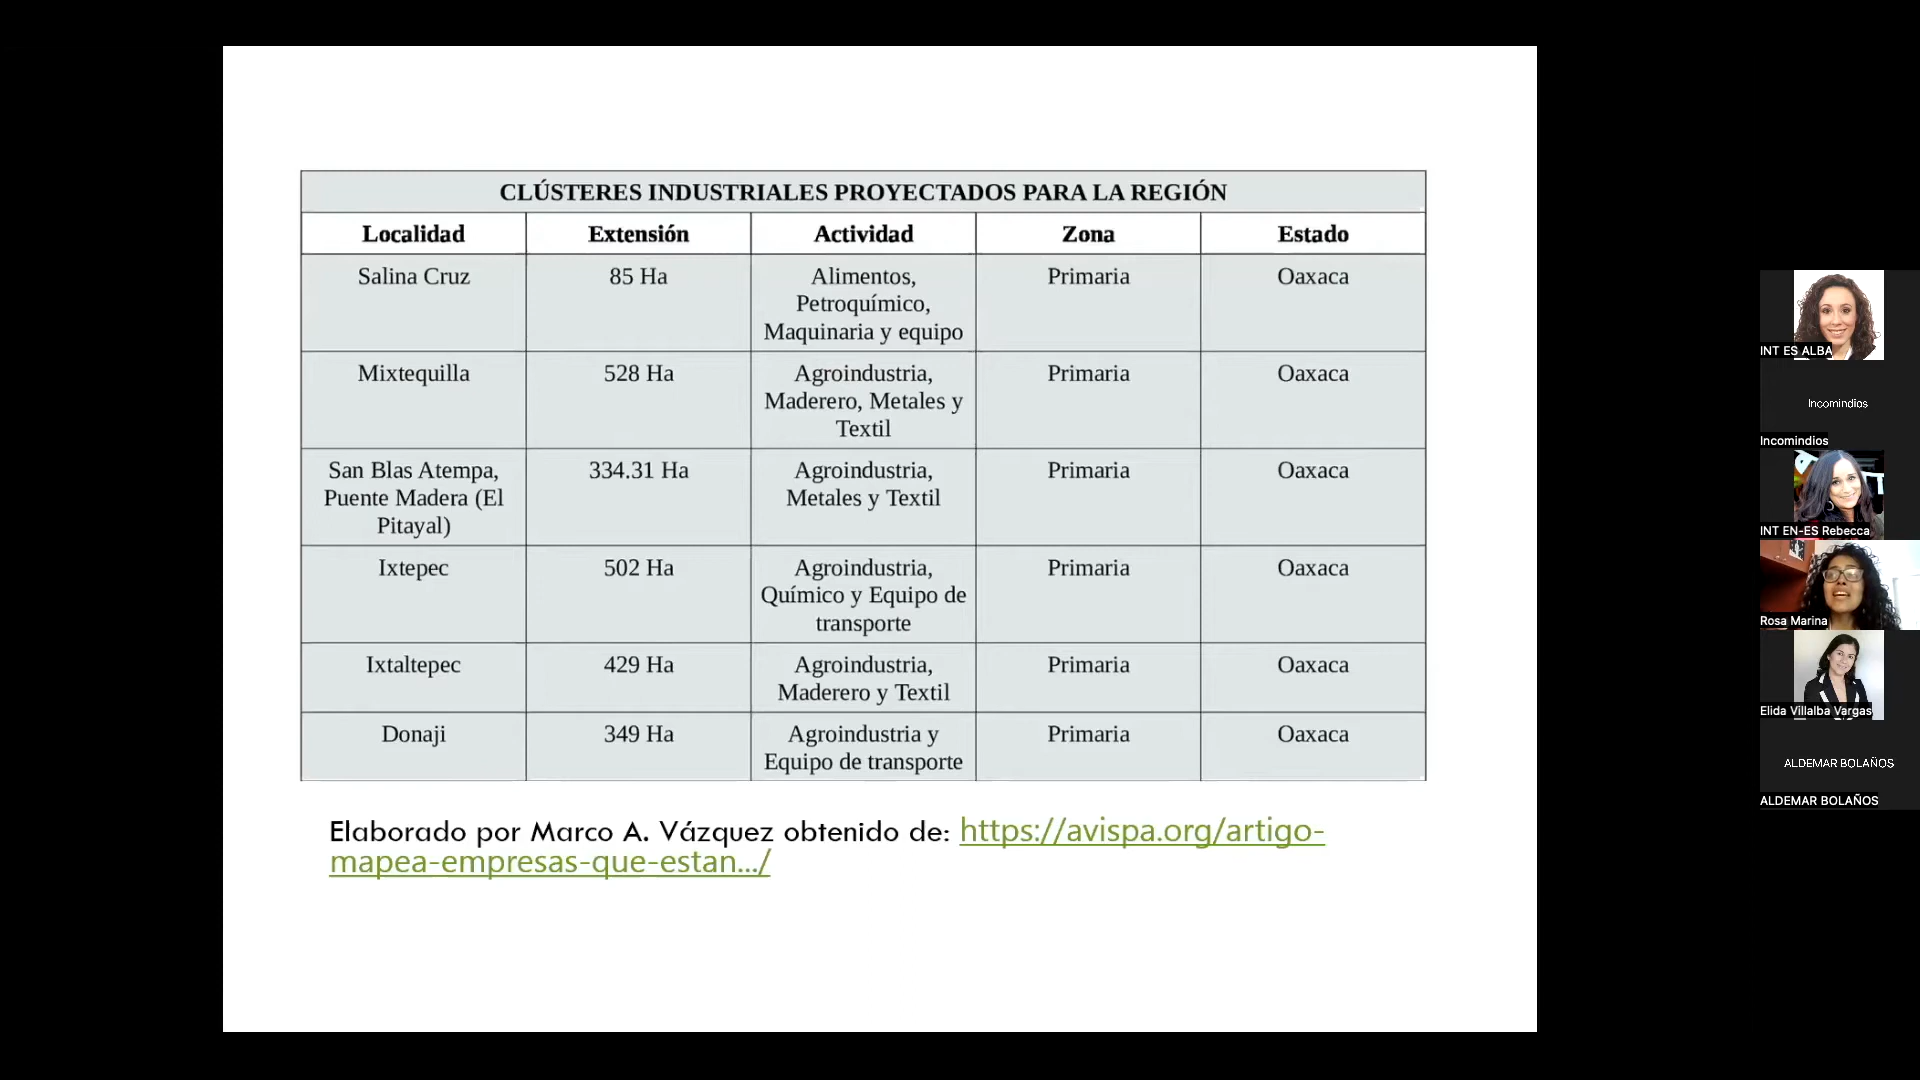 CLÚSTERES INDUSTRIALES PROYECTADOS PARA LA REGIÓN
Localidad Extensión Actividad Zona Estado
Salina Cruz 85 Ha Alimentos, Primaria Oaxaca
Petroquímico,
Maquinaria y equipo
Mixtequilla 528 Ha Agroindustria, Primaria Oaxaca
Maderero, Metales y
Textil
San Blas Atempa, 334.31 Ha Agroindustria, Primaria Oaxaca
Puente Madera (El Metales y Textil
Pitayal)
Ixtepec 502 Ha Agroindustria, Primaria Oaxaca
Químico y Equipo de
transporte
Ixtaltepec 429 Ha Agroindustria, Primaria Oaxaca
Maderero y Textil
Donaji 349 Ha Agroindustria y Primaria Oaxaca
Equipo de transporte
Elaborado por Marco A. Vázquez obtenido de: https://avispa.org/artigo-
mapea-empresas-que-estan.../
INT ES ALBA
Incomindios
Incomindios
INT EN-ES Rebecca
Rosa Marina
Elida Villalba Vargas
ALDEMAR BOLAÑOS
ALDEMAR BOLAÑOS